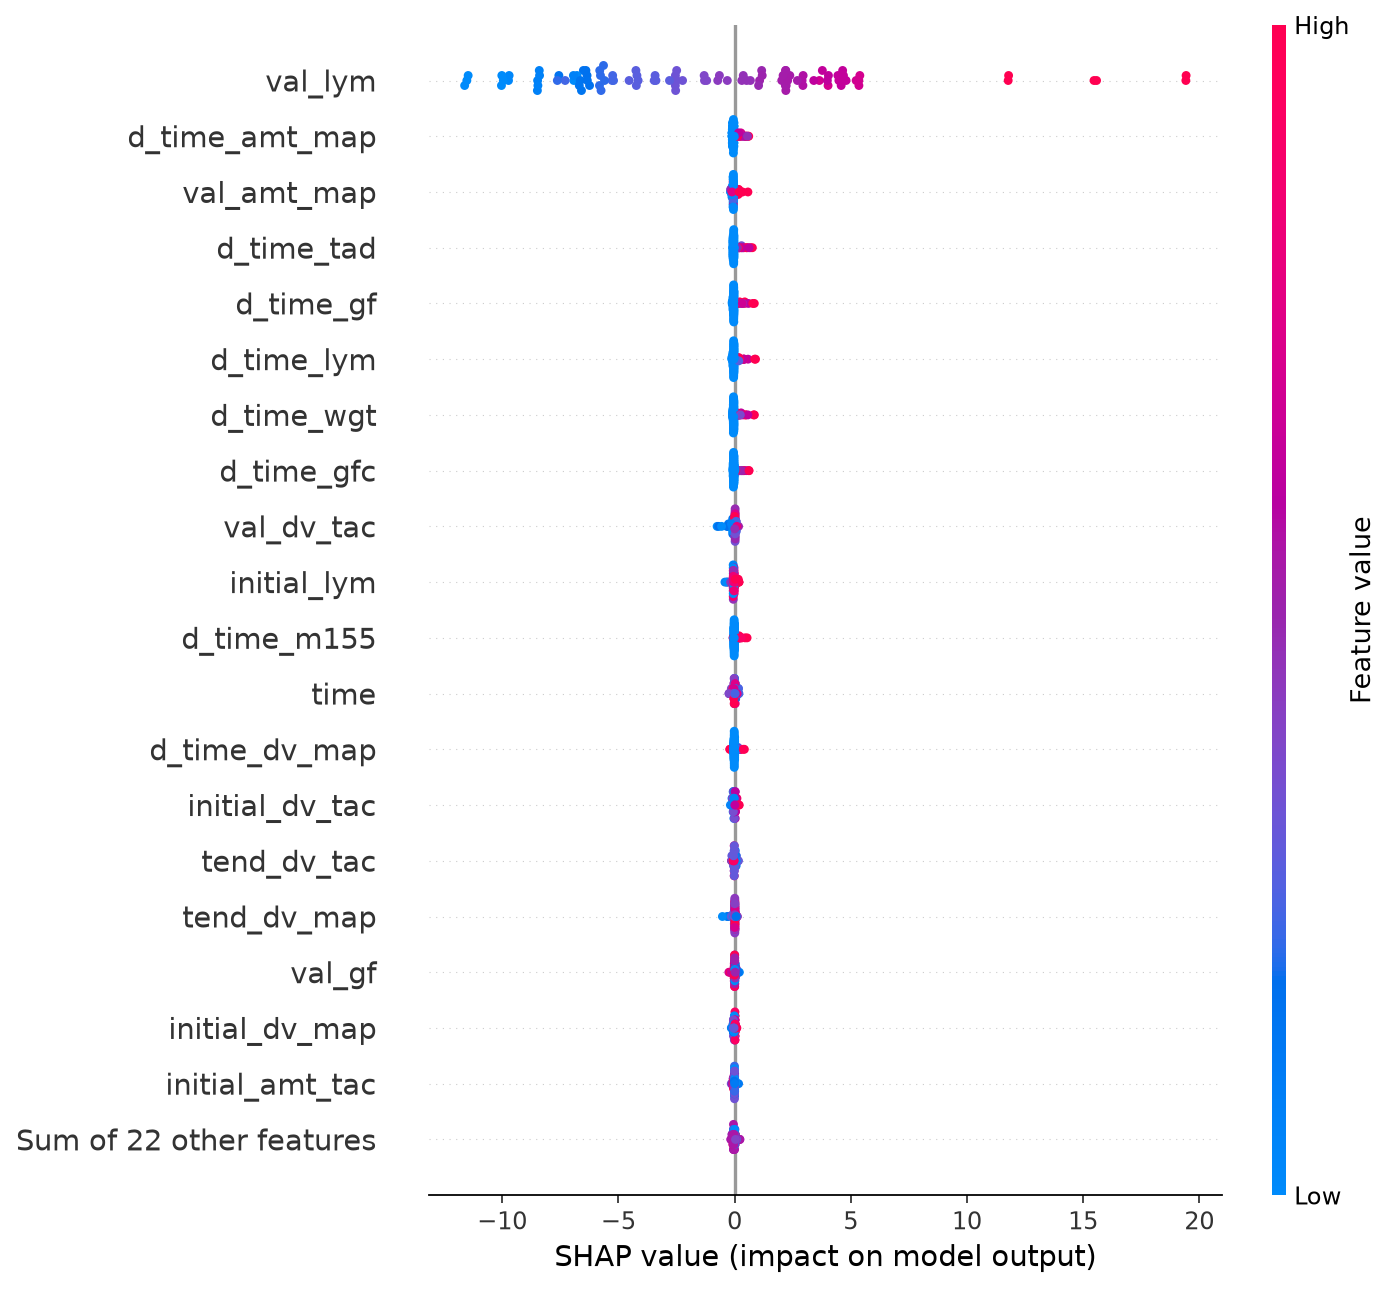 High
val_lym
d_time_amt_map
val_amt_map
d_time_tad
d_time_gf
d_time_lym
d_time_wgt
d_time_gfc
val_dv_tac
initial_lym
d_time_m155
time
d_time_dv_map
initial_dv_tac
tend_dv_tac
tend_dv_map
val_gf
initial_dv_map
initial_amt_tac
Sum of 22 other features
Feature value
Low
−10 −5 0 5 10 15 20
SHAP value (impact on model output)